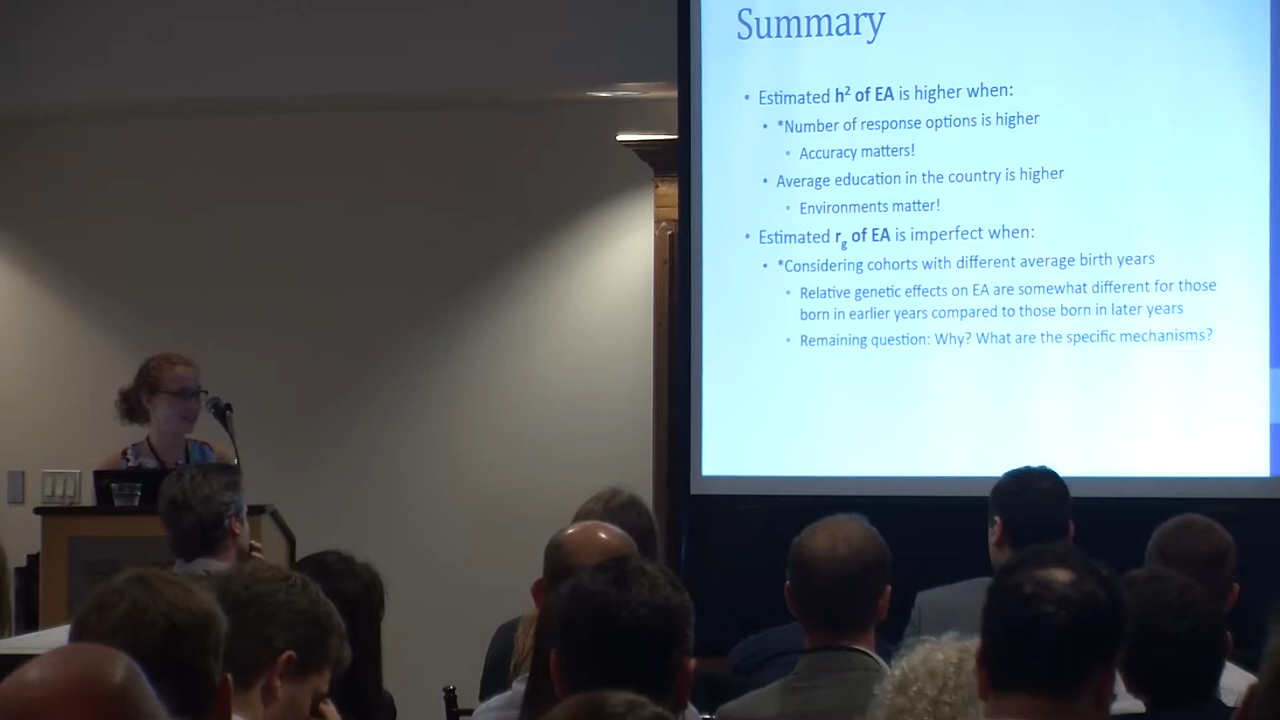 Summary
• Estimated h² of EA is higher when:
• *Number of response options is higher
• Accuracy matters!
• Average education in the country is higher
• Environments matter!
• Estimated rg of EA is imperfect when:
• *Considering cohorts with different average birth years
• Relative genetic effects on EA are somewhat different for those
born in earlier years compared to those born in later years
• Remaining question: Why? What are the specific mechanisms?